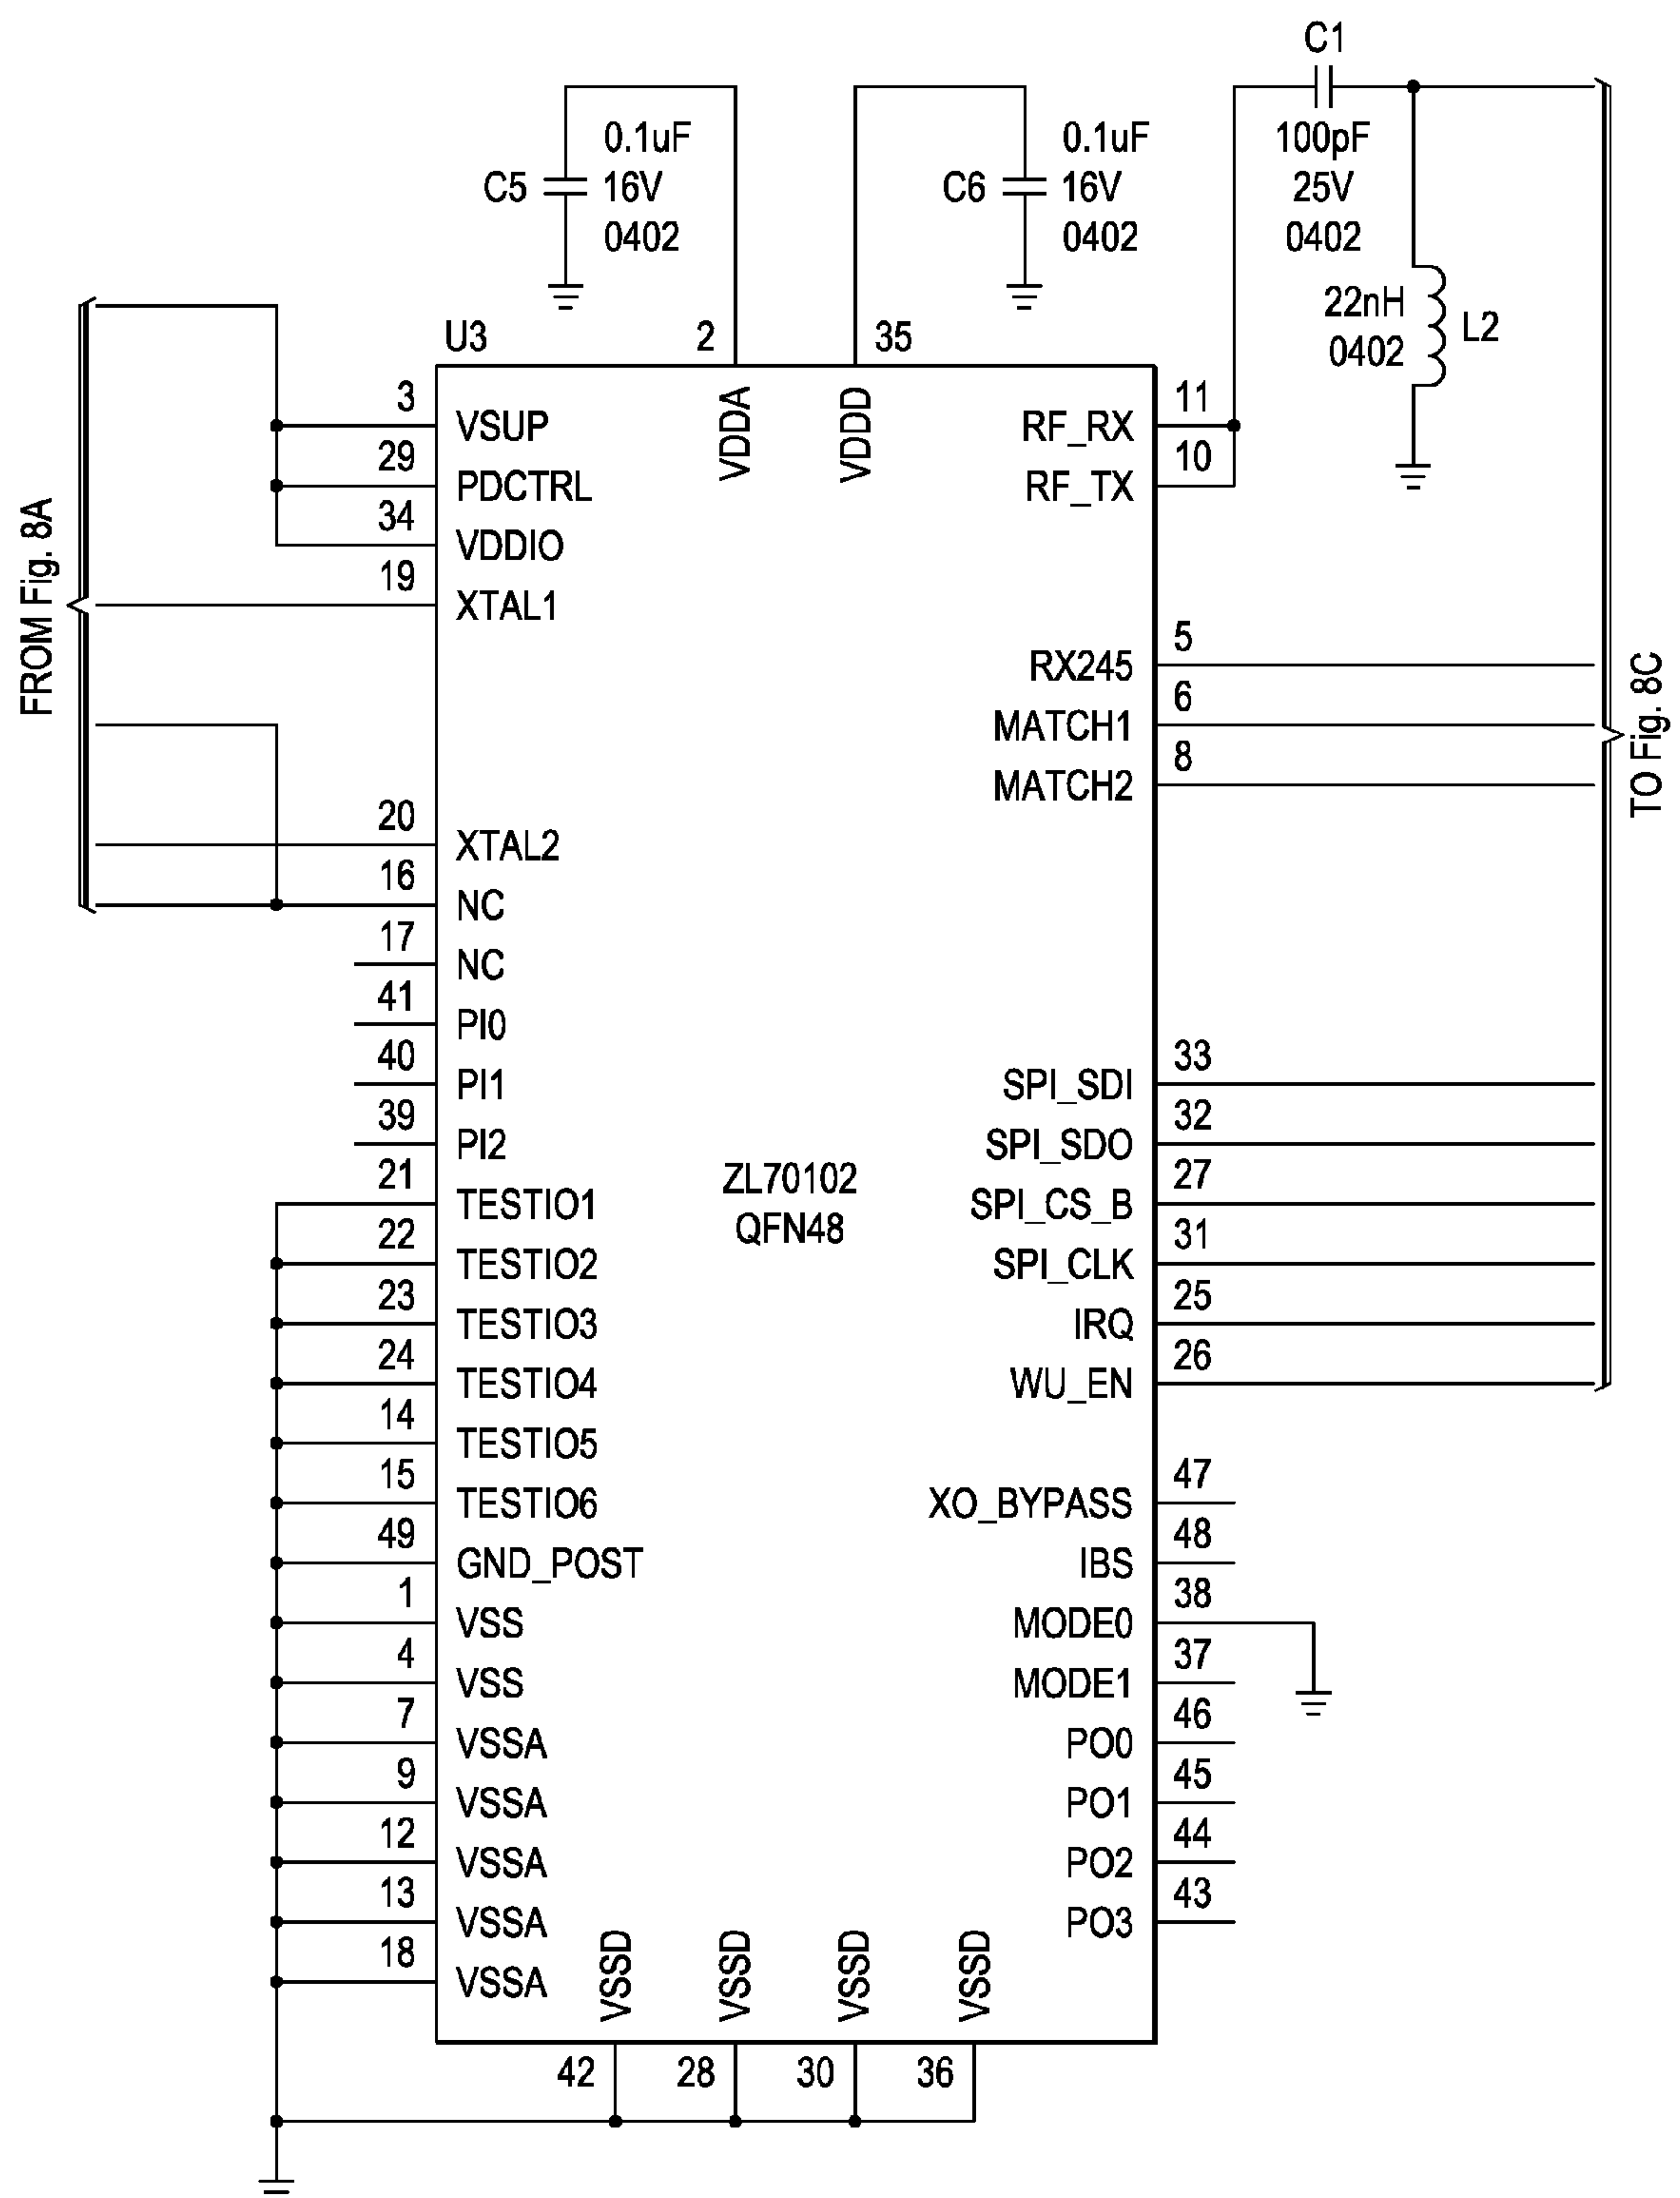 C1
100pF
25V
0402
0.1uF
C5
16V
0402
0.1uF
C6
16V
0402
22nH
0402
L2
FROM Fig. 8A
TO Fig. 8C
U3
2
35
VDDA
VDDD
3
VSUP
29
PDCTRL
34
VDDIO
19
XTAL1
20
XTAL2
16
NC
17
NC
41
PI0
40
PI1
39
PI2
21
TESTIO1
22
TESTIO2
23
TESTIO3
24
TESTIO4
14
TESTIO5
15
TESTIO6
49
GND_POST
1
VSS
4
VSS
7
VSSA
9
VSSA
12
VSSA
13
VSSA
18
VSSA
ZL70102
QFN48
11
RF_RX
10
RF_TX
5
RX245
6
MATCH1
8
MATCH2
33
SPI_SDI
32
SPI_SDO
27
SPI_CS_B
31
SPI_CLK
25
IRQ
26
WU_EN
47
XO_BYPASS
48
IBS
38
MODE0
37
MODE1
46
PO0
45
PO1
44
PO2
43
PO3
VSSD
VSSD
VSSD
VSSD
42
28
30
36